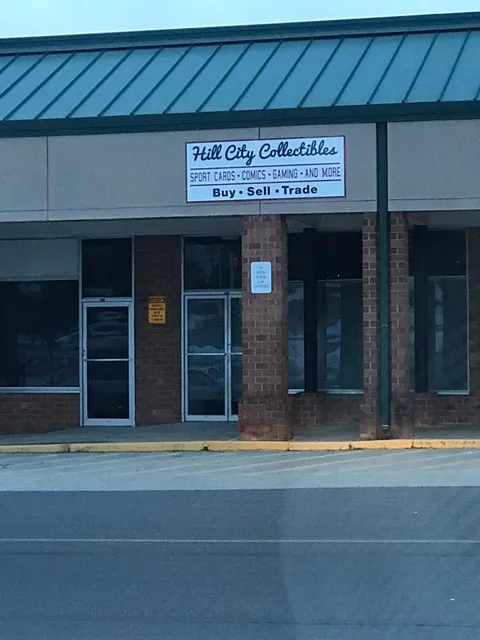 Hill City Collectibles
SPORT CARDS • COMICS • GAMING • AND MORE
Buy • Sell • Trade